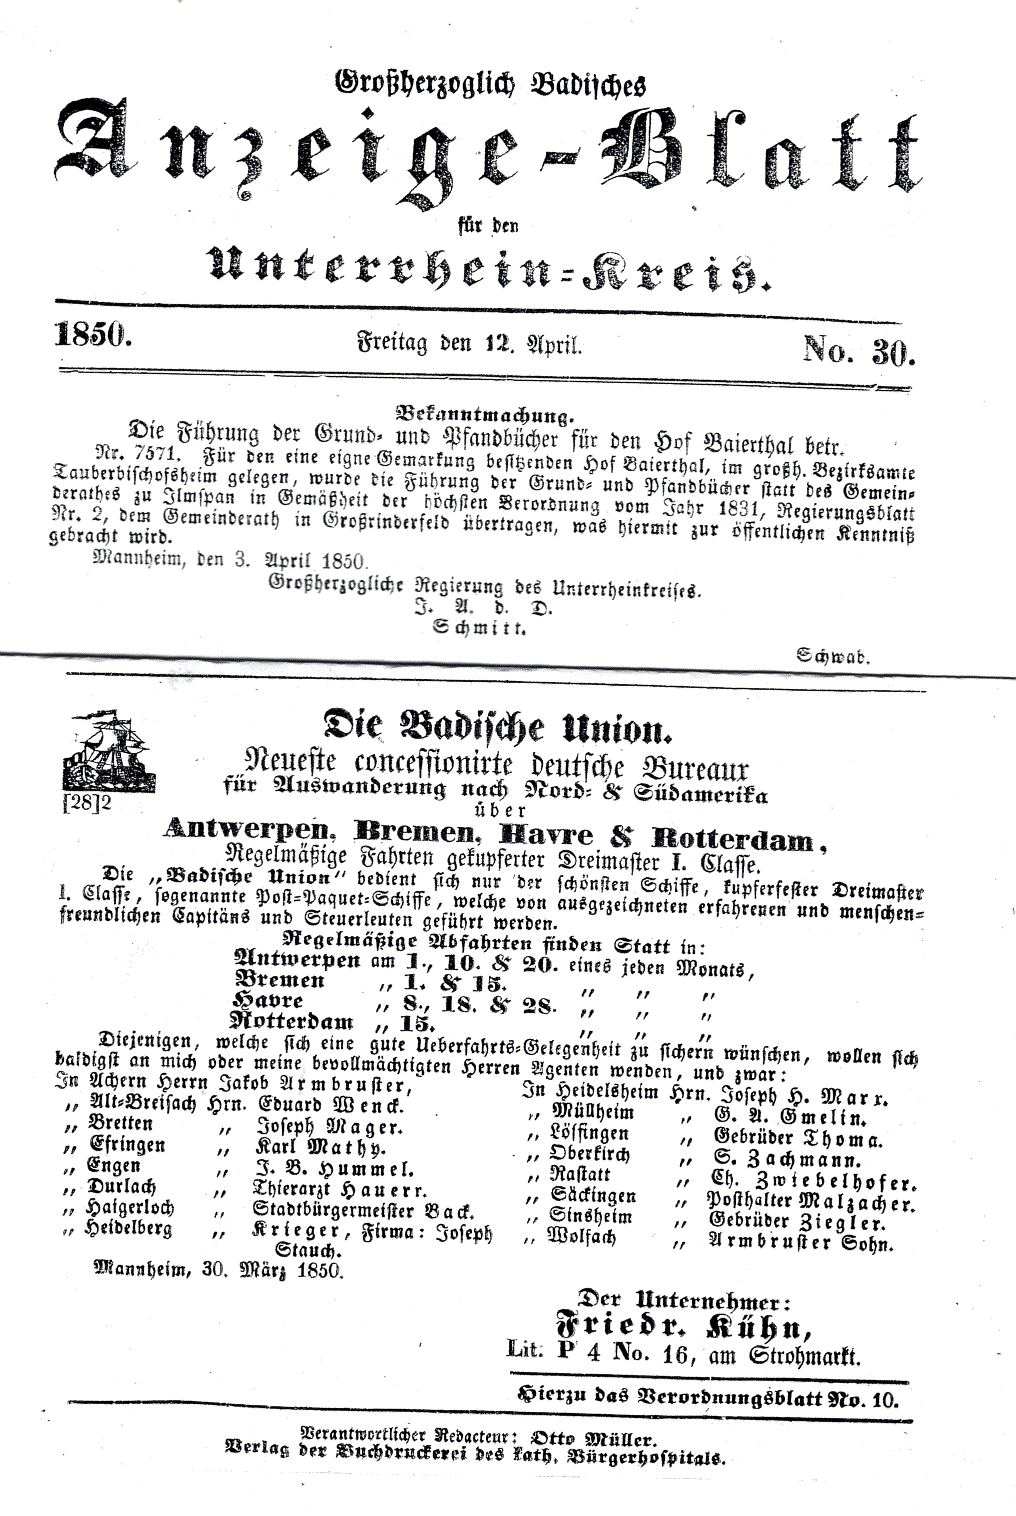 Großherzoglich Badisches
Anzeige-Blatt
für den
Unterrhein-Kreis.
1850. Freitag den 12. April. No. 30.
Bekanntmachung.
Die Führung der Grund- und Pfandbücher für den Hof Baierthal betr.
Nr. 7571. Für den eine eigne Gemarkung besitzenden Hof Baierthal, im großh. Bezirksamte
Tauberbischofsheim gelegen, wurde die Führung der Grund- und Pfandbücher statt des Gemein-
derathes zu Ilmspan in Gemäßheit der höchsten Verordnung vom Jahr 1831, Regierungsblatt
Nr. 2, dem Gemeinderath in Großrinderfeld übertragen, was hiermit zur öffentlichen Kenntniß
gebracht wird.
Mannheim, den 3. April 1850.
Großherzogliche Regierung des Unterrheinkreises.
J. A. d. D.
Schmitt.
Schwab.
Die Badische Union.
Neueste concessionirte deutsche Bureaux
für Auswanderung nach Nord- & Südamerika
[28]2
über
Antwerpen, Bremen, Havre & Rotterdam,
Regelmäßige Fahrten gekupferter Dreimaster I. Classe.
Die „Badische Union" bedient sich nur der schönsten Schiffe, kupferfester Dreimaster
I. Classe, sogenannte Post-Paquet-Schiffe, welche von ausgezeichneten erfahrenen und menschen-
freundlichen Capitäns und Steuerleuten geführt werden.
Regelmäßige Abfahrten finden Statt in:
Antwerpen am 1., 10. & 20. eines jeden Monats,
Bremen „ 1. & 15. „ „ „
Havre „ 8., 18. & 28. „ „ „
Rotterdam „ 15. „ „ „
Diejenigen, welche sich eine gute Ueberfahrts-Gelegenheit zu sichern wünschen, wollen sich
baldigst an mich oder meine bevollmächtigten Herren Agenten wenden, und zwar:
In Achern Herrn Jakob Armbruster,
„ Alt-Breisach Hrn. Eduard Wenck.
„ Bretten „ Joseph Mager.
„ Efringen „ Karl Mathy.
„ Engen „ J. B. Hummel.
„ Durlach „ Thierarzt Hauerr.
„ Haigerloch „ Stadtbürgermeister Back.
„ Heidelberg „ Krieger, Firma: Joseph
Stauch.
In Heidelsheim Hrn. Joseph H. Marx.
„ Müllheim „ G. A. Gmelin.
„ Löffingen „ Gebrüder Thoma.
„ Oberkirch „ S. Zachmann.
„ Rastatt „ Ch. Zwiebelhofer.
„ Säckingen „ Posthalter Malzacher.
„ Sinsheim „ Gebrüder Ziegler.
„ Wolfach „ Armbruster Sohn.
Mannheim, 30. März 1850.
Der Unternehmer:
Friedr. Kühn,
Lit. P 4 No. 16, am Strohmarkt.
Hierzu das Verordnungsblatt No. 10.
Verantwortlicher Redacteur: Otto Müller.
Verlag der Buchdruckerei des kath. Bürgerhospitals.